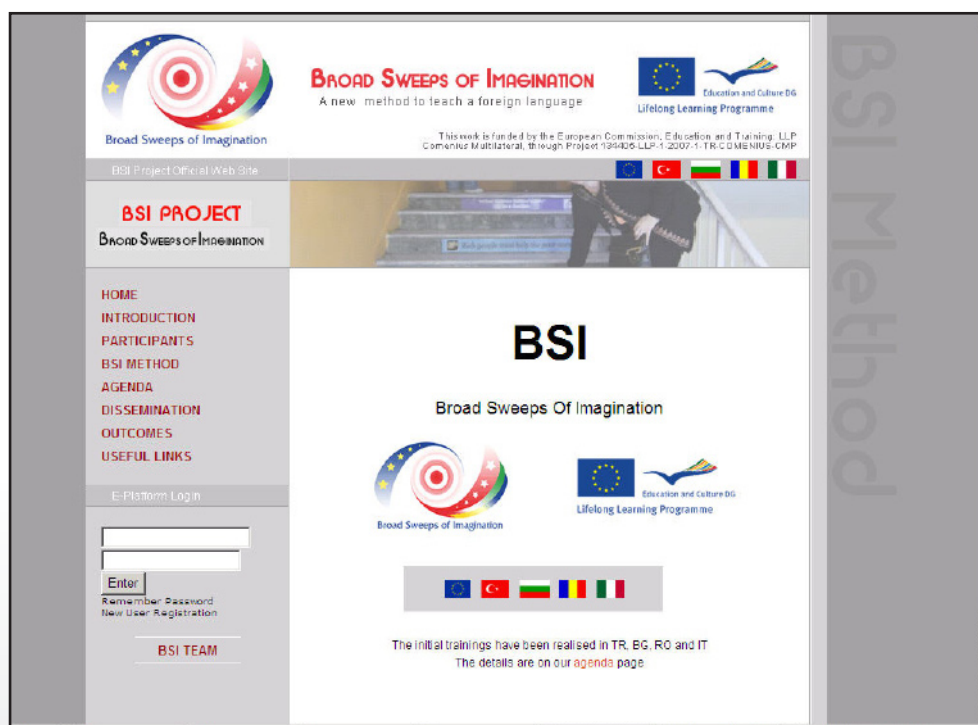 Broad Sweeps of Imagination
BROAD SWEEPS OF IMAGINATION
A new method to teach a foreign language
Education and Culture DG
Lifelong Learning Programme
This work is funded by the European Commission, Education and Training: LLP
Comenius Multilateral, through Project 134406-LLP-1-2007-1-TR-COMENIUS-CMP
BSI Project Official Web Site
BSI PROJECT
BROAD SWEEPS OF IMAGINATION
HOME
INTRODUCTION
PARTICIPANTS
BSI METHOD
AGENDA
DISSEMINATION
OUTCOMES
USEFUL LINKS
E-Platform Login
Enter
Remember Password
New User Registration
BSI TEAM
BSI
Broad Sweeps Of Imagination
Broad Sweeps of Imagination
Education and Culture DG
Lifelong Learning Programme
The initial trainings have been realised in TR, BG, RO and IT
The details are on our agenda page
BSI Method